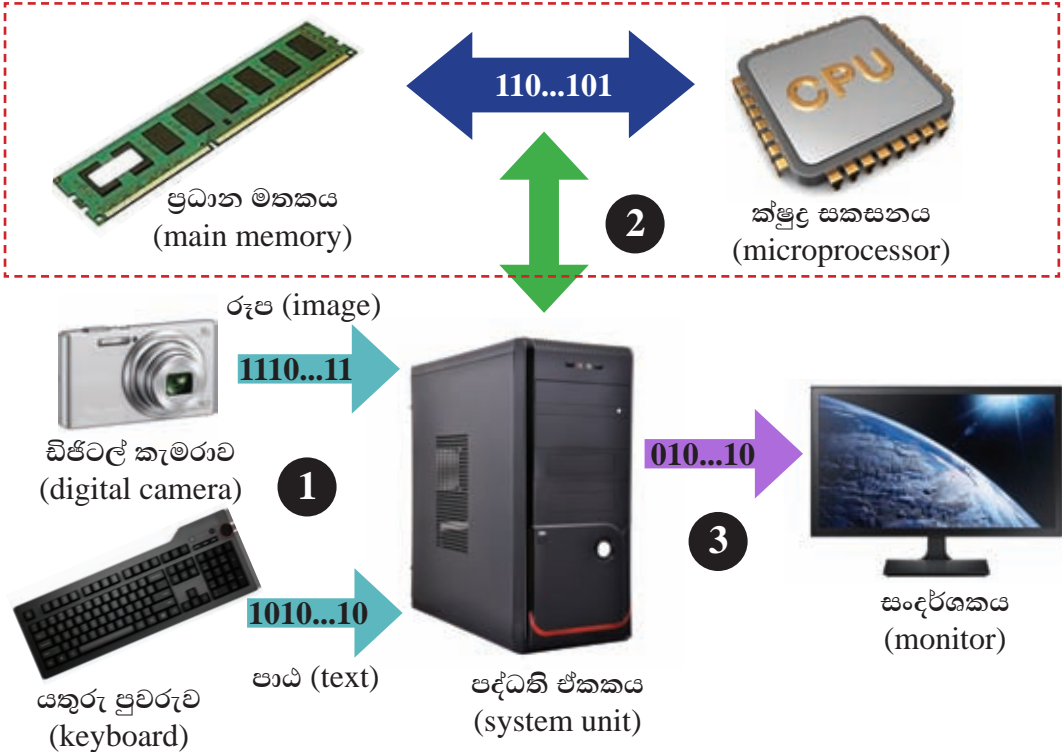 110...101
CPU
ප්‍රධාන මතකය
(main memory)
2
ක්ෂුද්‍ර සකසනය
(microprocessor)
රූප (image)
1110...11
ඩිජිටල් කැමරාව
(digital camera)
1
010...10
3
1010...10
පාඨ (text)
යතුරු පුවරුව
(keyboard)
පද්ධති ඒකකය
(system unit)
සංදර්ශකය
(monitor)